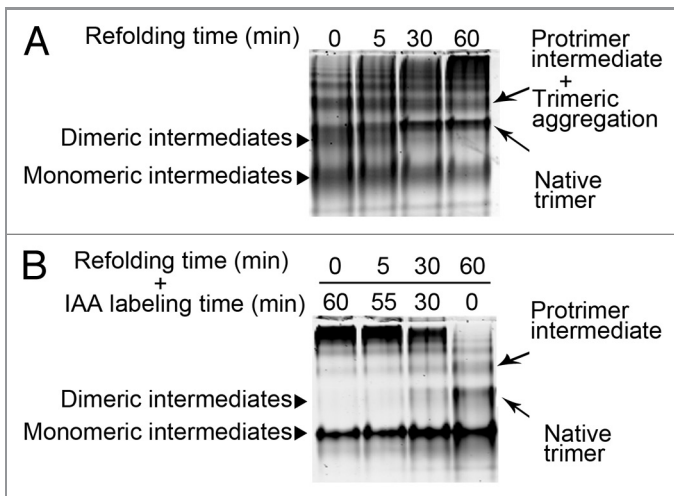 A
Refolding time (min) 0 5 30 60
Protrimer
intermediate
+
Trimeric
aggregation
Dimeric intermediates
Monomeric intermediates
Native
trimer
B
Refolding time (min) 0 5 30 60
+
IAA labeling time (min) 60 55 30 0
Protrimer
intermediate
Dimeric intermediates
Monomeric intermediates
Native
trimer